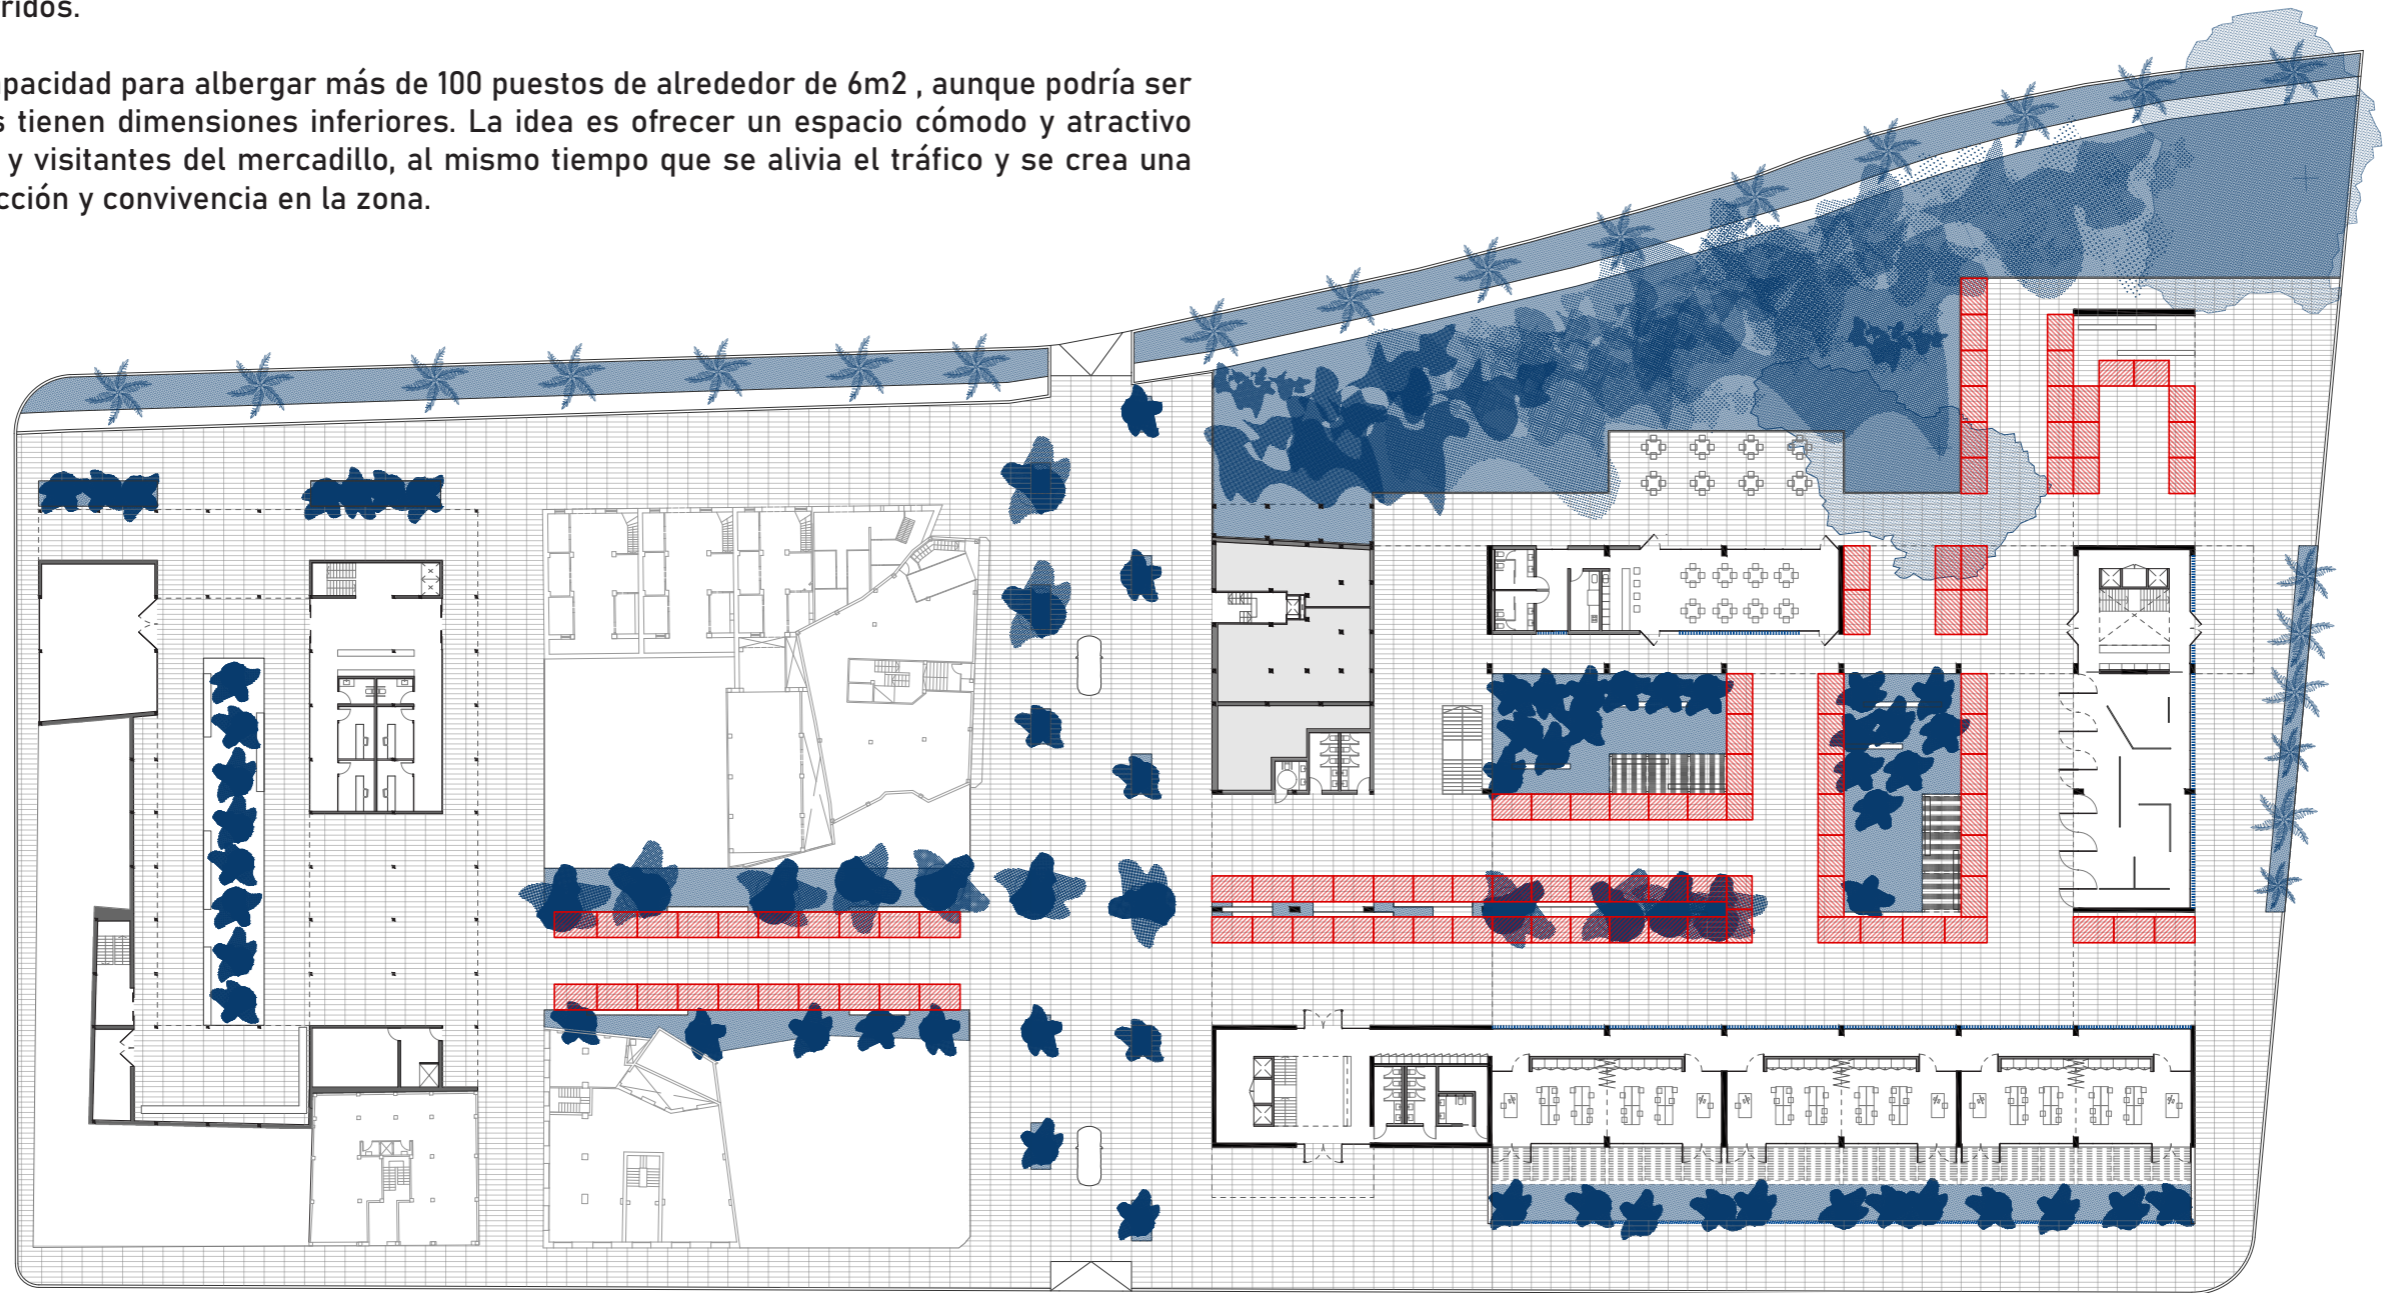 ridos.
pacidad para albergar más de 100 puestos de alrededor de 6m2 , aunque podría ser
s tienen dimensiones inferiores. La idea es ofrecer un espacio cómodo y atractivo
y visitantes del mercadillo, al mismo tiempo que se alivia el tráfico y se crea una
cción y convivencia en la zona.